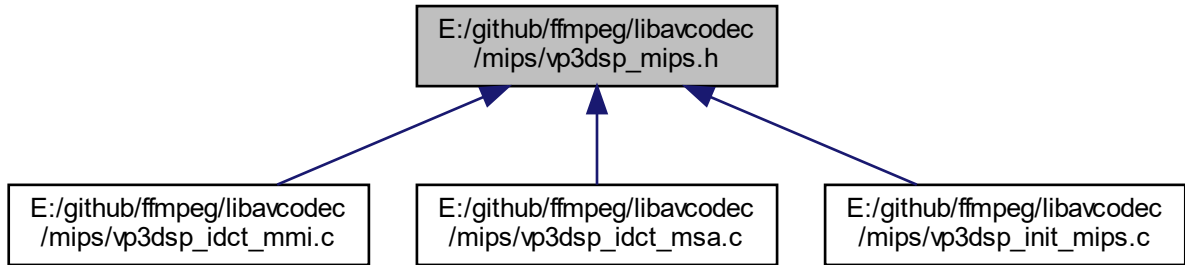 E:/github/ffmpeg/libavcodec
/mips/vp3dsp_mips.h
E:/github/ffmpeg/libavcodec
/mips/vp3dsp_idct_mmi.c
E:/github/ffmpeg/libavcodec
/mips/vp3dsp_idct_msa.c
E:/github/ffmpeg/libavcodec
/mips/vp3dsp_init_mips.c